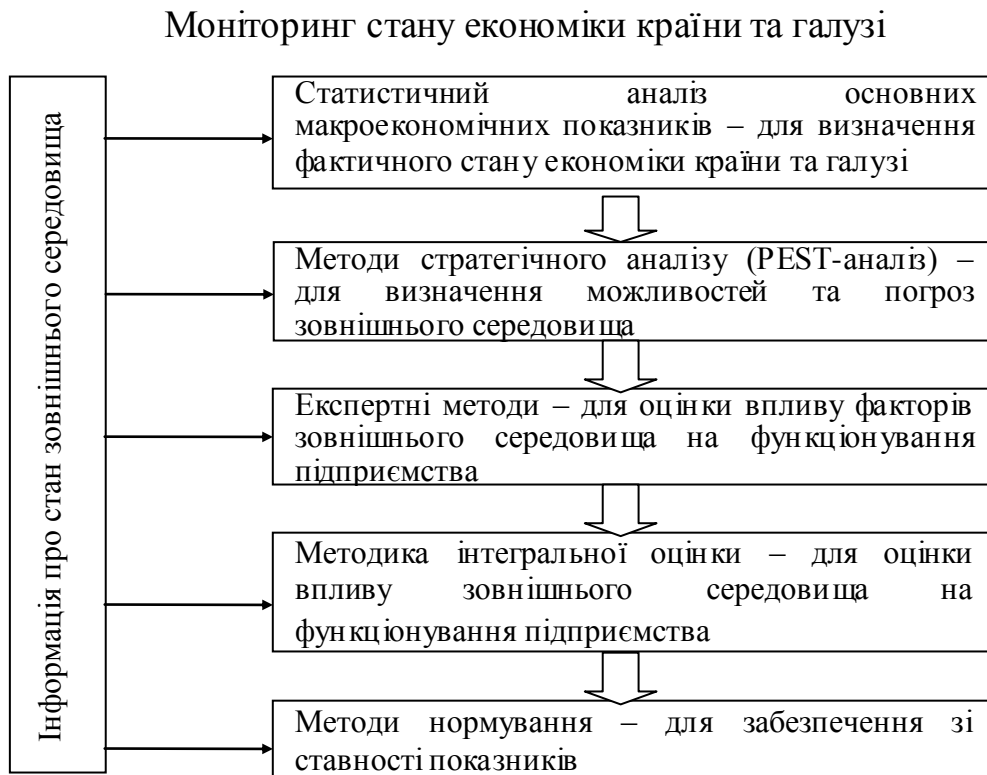 Моніторинг стану економіки країни та галузі
Інформація про стан зовнішнього середовища
Статистичний аналіз основних
макроекономічних показників – для визначення
фактичного стану економіки країни та галузі
Методи стратегічного аналізу (PEST-аналіз) –
для визначення можливостей та погроз
зовнішнього середовища
Експертні методи – для оцінки впливу факторів
зовнішнього середовища на функціонування
підприємства
Методика інтегральної оцінки – для оцінки
впливу зовнішнього середовища на
функціонування підприємства
Методи нормування – для забезпечення зі
ставності показників